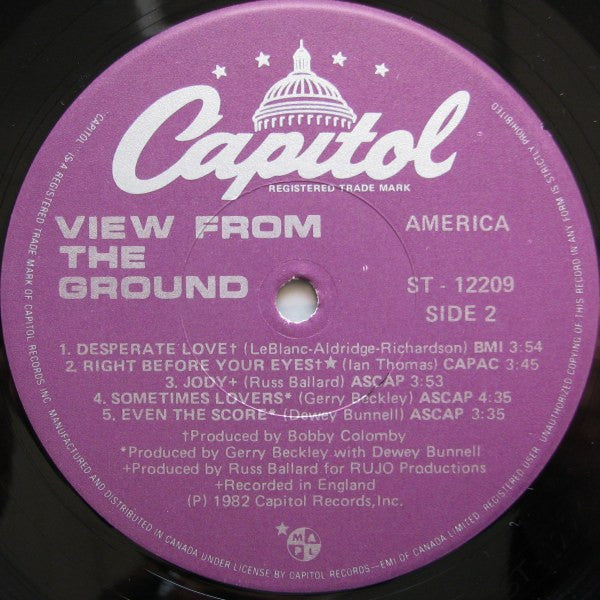 Capitol
REGISTERED TRADE MARK
VIEW FROM
THE
GROUND
AMERICA
ST - 12209
SIDE 2
1. DESPERATE LOVE† (LeBlanc-Aldridge-Richardson) BMI 3:54
2. RIGHT BEFORE YOUR EYES†★ (Ian Thomas) CAPAC 3:45
3. JODY+ (Russ Ballard) ASCAP 3:53
4. SOMETIMES LOVERS* (Gerry Beckley) ASCAP 4:35
5. EVEN THE SCORE* (Dewey Bunnell) ASCAP 3:35
†Produced by Bobby Colomby
*Produced by Gerry Beckley with Dewey Bunnell
+Produced by Russ Ballard for RUJO Productions
+Recorded in England
(P) 1982 Capitol Records,Inc.
★
M A P L
CAPITOL IS A REGISTERED TRADE MARK OF CAPITOL RECORDS, INC. MANUFACTURED AND DISTRIBUTED IN CANADA UNDER LICENSE BY CAPITOL RECORDS—EMI OF CANADA LIMITED. REGISTERED USER. UNAUTHORIZED COPYING OF THIS RECORD IN ANY FORM IS STRICTLY PROHIBITED